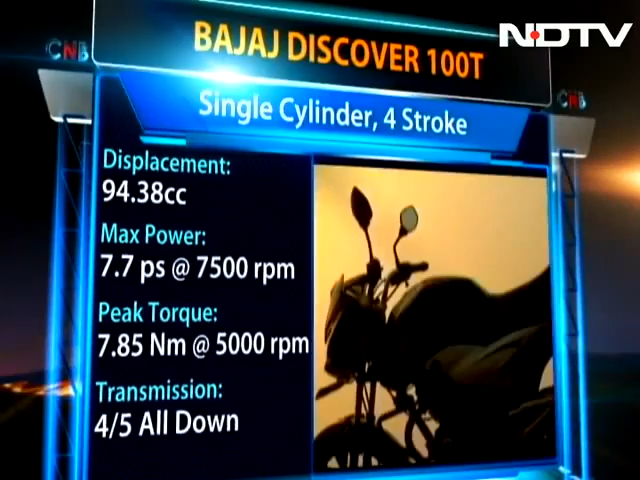 NDTV
CNB
BAJAJ DISCOVER 100T
CNB
Single Cylinder, 4 Stroke
Displacement:
94.38cc
Max Power:
7.7 ps @ 7500 rpm
Peak Torque:
7.85 Nm @ 5000 rpm
Transmission:
4/5 All Down